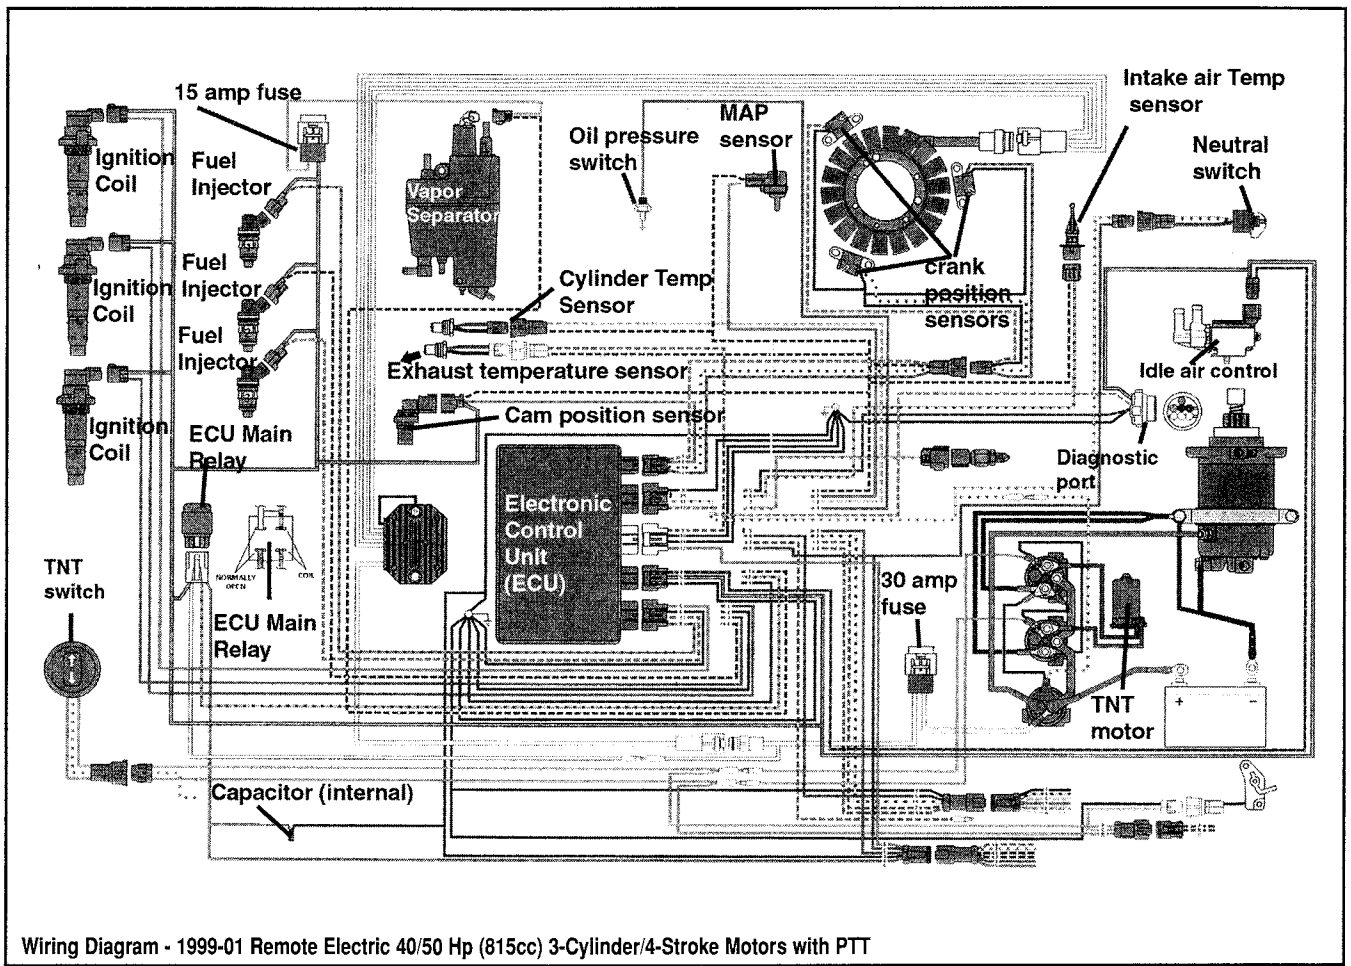 15 amp fuse
Ignition
Coil
Fuel
Injector
Vapor
Separator
Oil pressure
switch
MAP
sensor
Intake air Temp
sensor
Neutral
switch
Ignition
Coil
Fuel
Injector
Cylinder Temp
Sensor
crank
position
sensors
Fuel
Injector
Exhaust temperature sensor
Idle air control
Ignition
Coil
ECU Main
Relay
Cam position sensor
Diagnostic
port
Electronic
Control
Unit
(ECU)
TNT
switch
NORMALLY
OPEN
COIL
30 amp
fuse
ECU Main
Relay
TNT
motor
+ −
Capacitor (internal)
Wiring Diagram - 1999-01 Remote Electric 40/50 Hp (815cc) 3-Cylinder/4-Stroke Motors with PTT